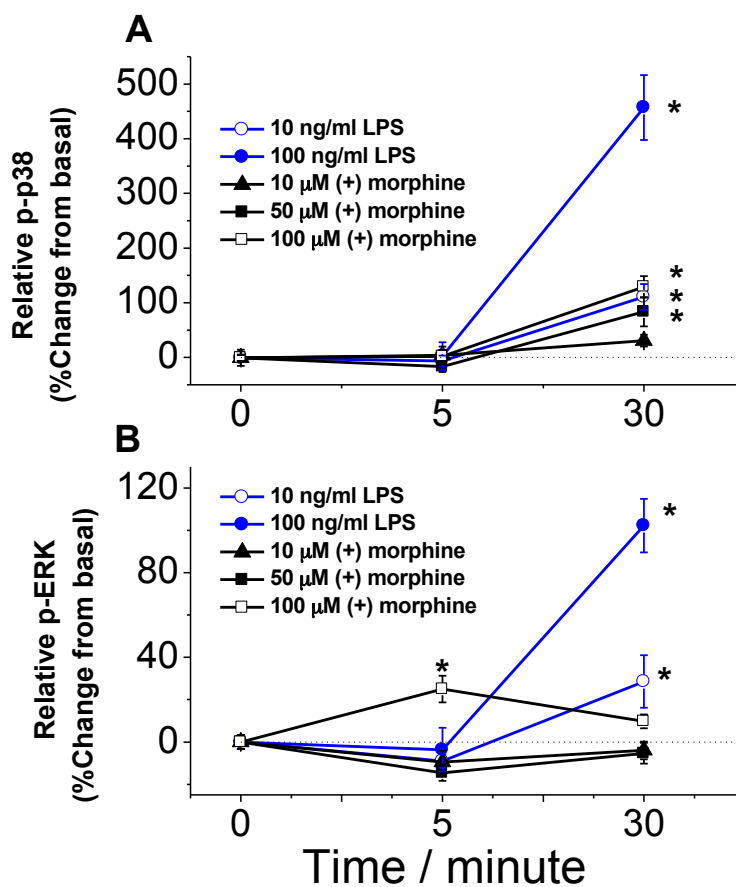 A
Relative p-p38
(%Change from basal)
500
400
300
200
100
0
10 ng/ml LPS
100 ng/ml LPS
10 μM (+) morphine
50 μM (+) morphine
100 μM (+) morphine
*
*
*
*
0 5 30
B
Relative p-ERK
(%Change from basal)
120
80
40
0
10 ng/ml LPS
100 ng/ml LPS
10 μM (+) morphine
50 μM (+) morphine
100 μM (+) morphine
*
*
*
0 5 30
Time / minute